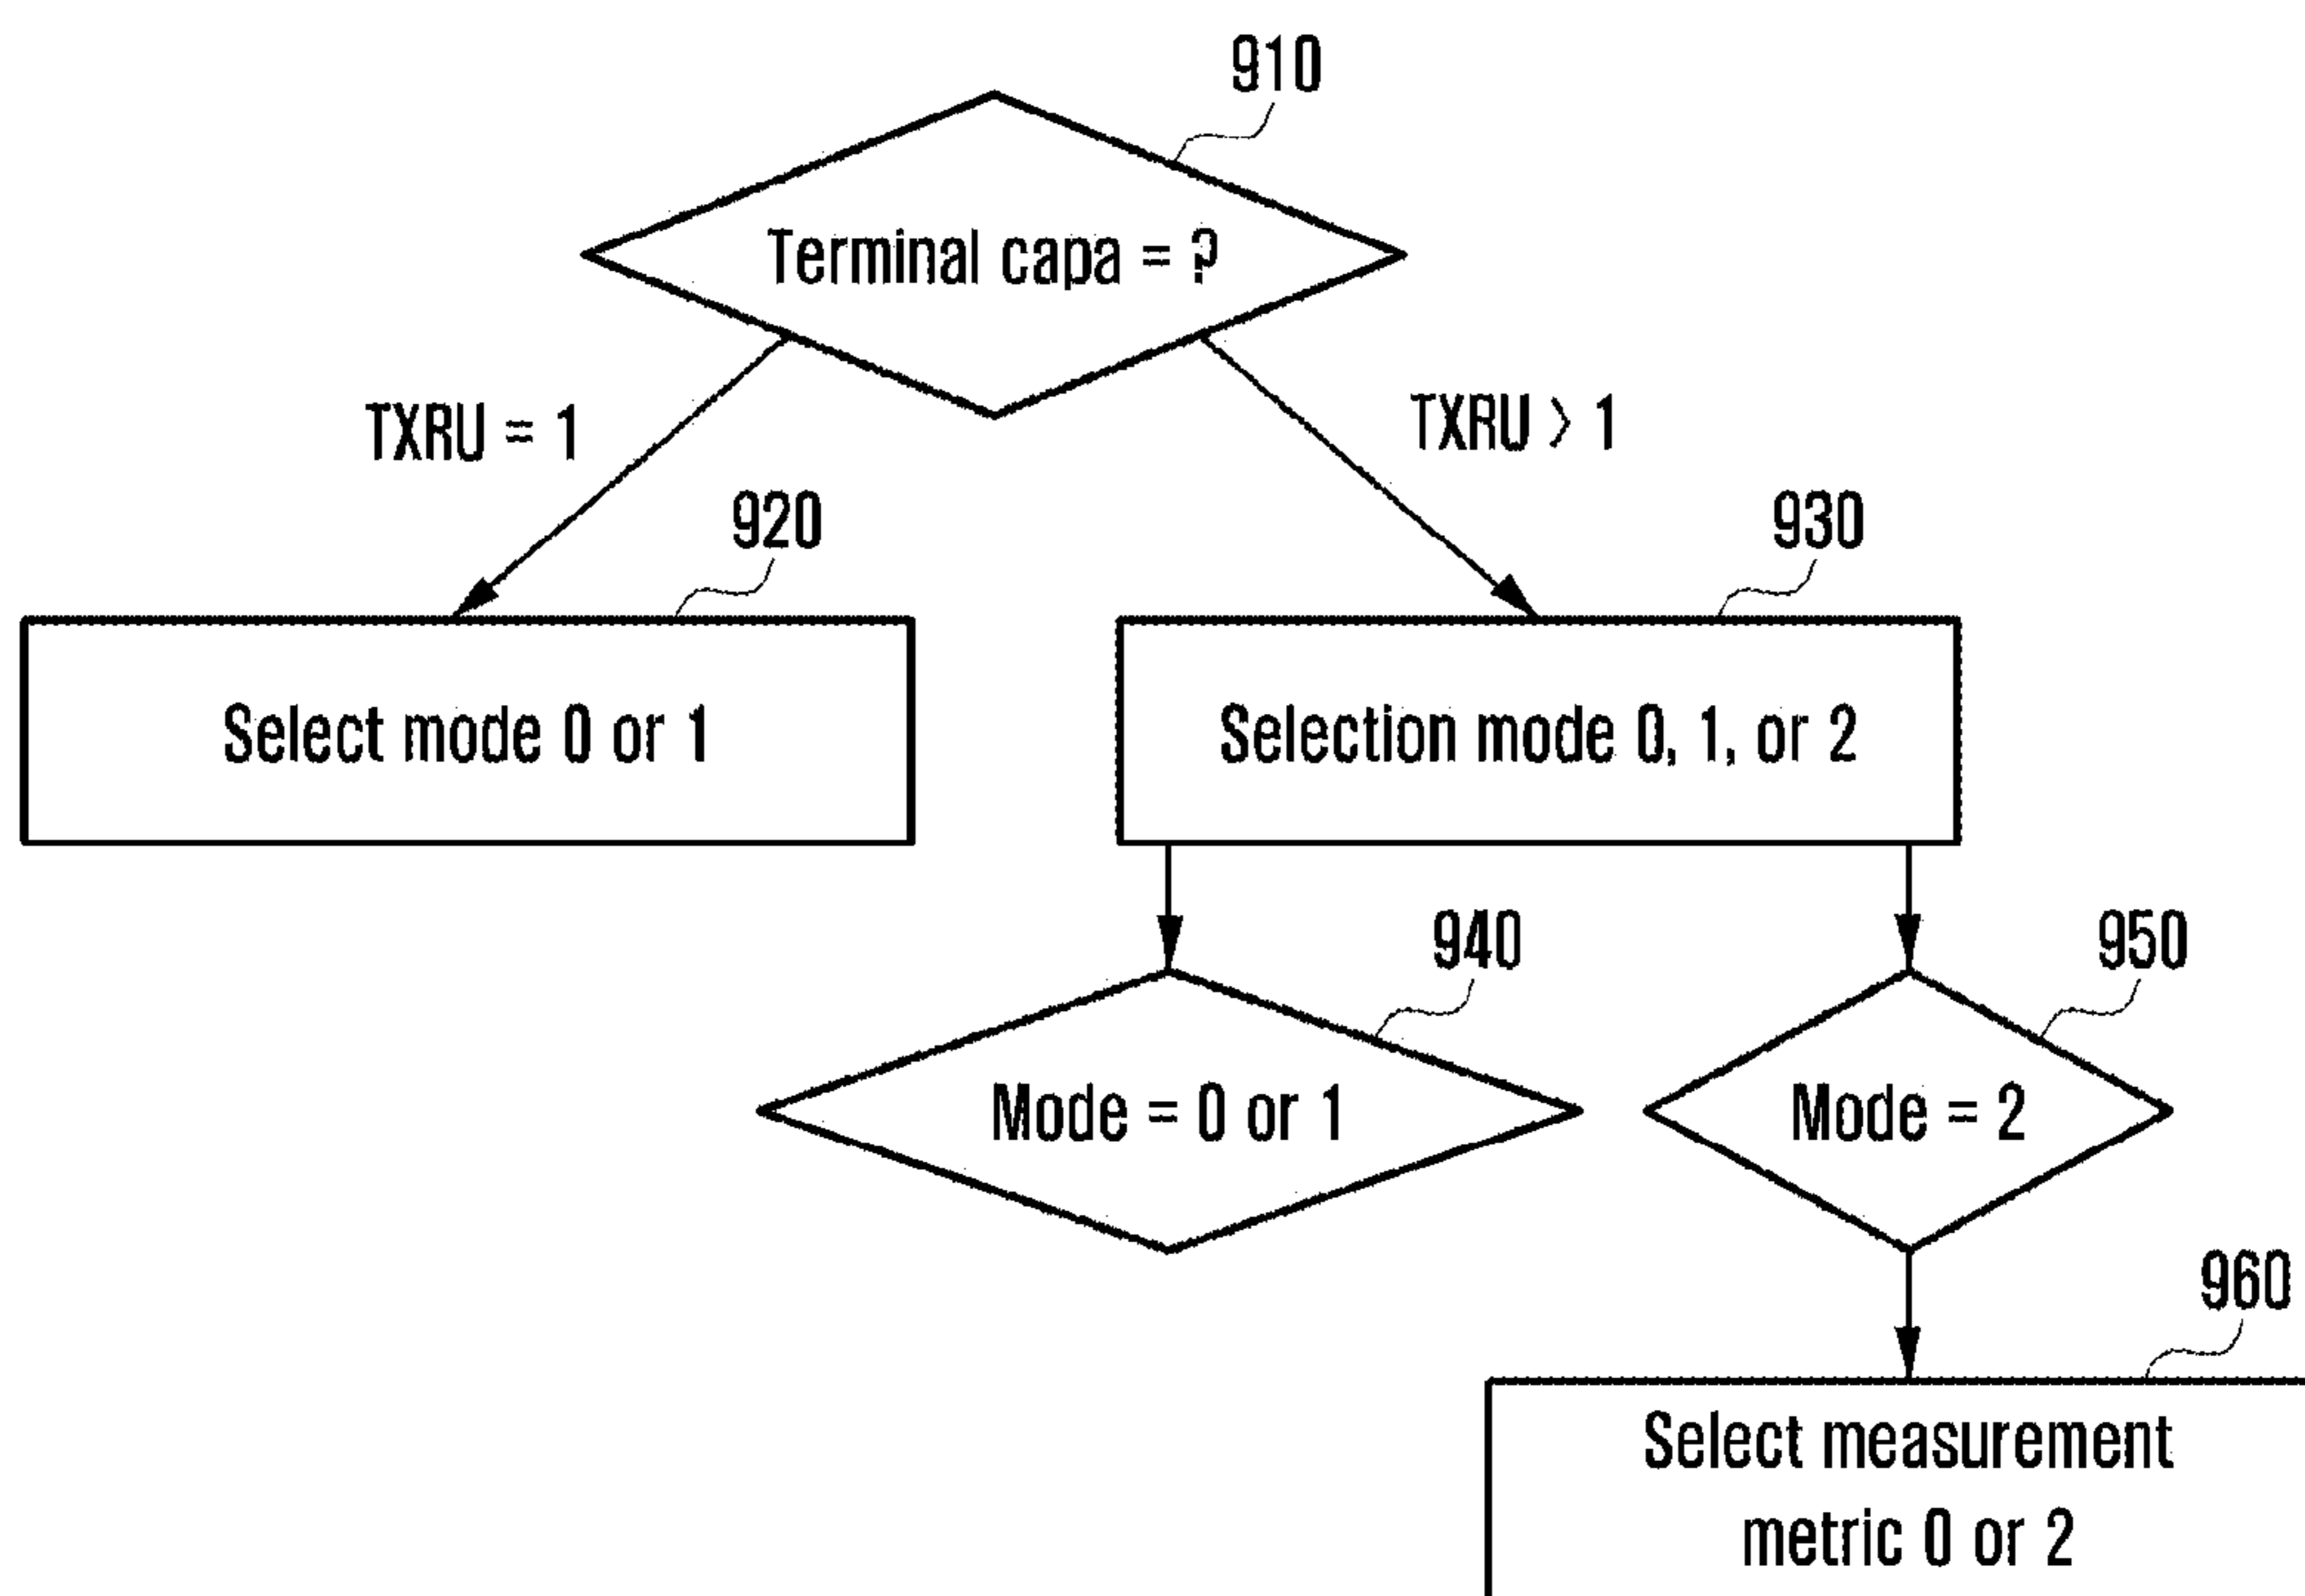 910
Terminal capa = ?
TXRU = 1
TXRU > 1
920
930
Select mode 0 or 1
Selection mode 0, 1, or 2
940
950
Mode = 0 or 1
Mode = 2
960
Select measurement
metric 0 or 2